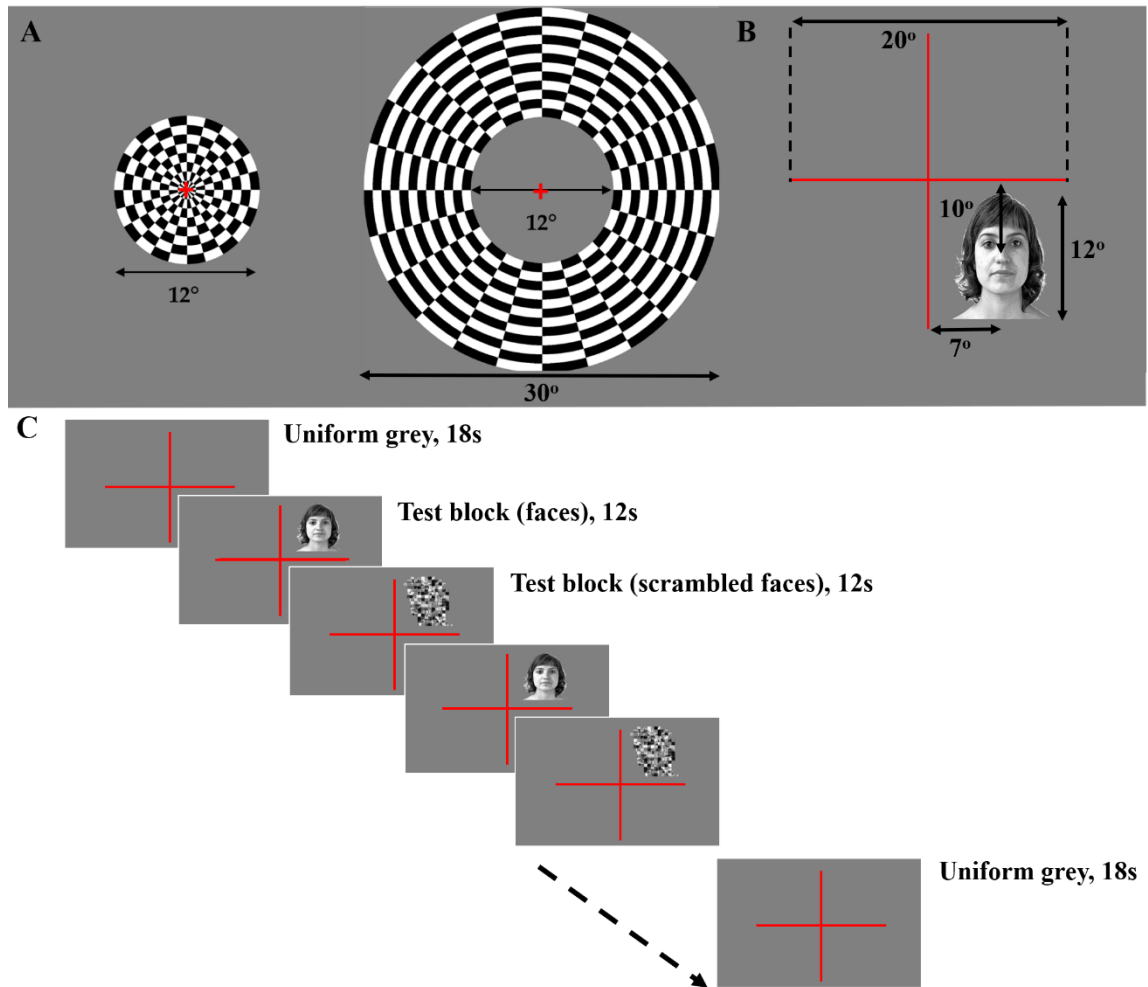 A
12°
12°
30°
B
20°
10°
12°
7°
C
Uniform grey, 18s
Test block (faces), 12s
Test block (scrambled faces), 12s
Uniform grey, 18s